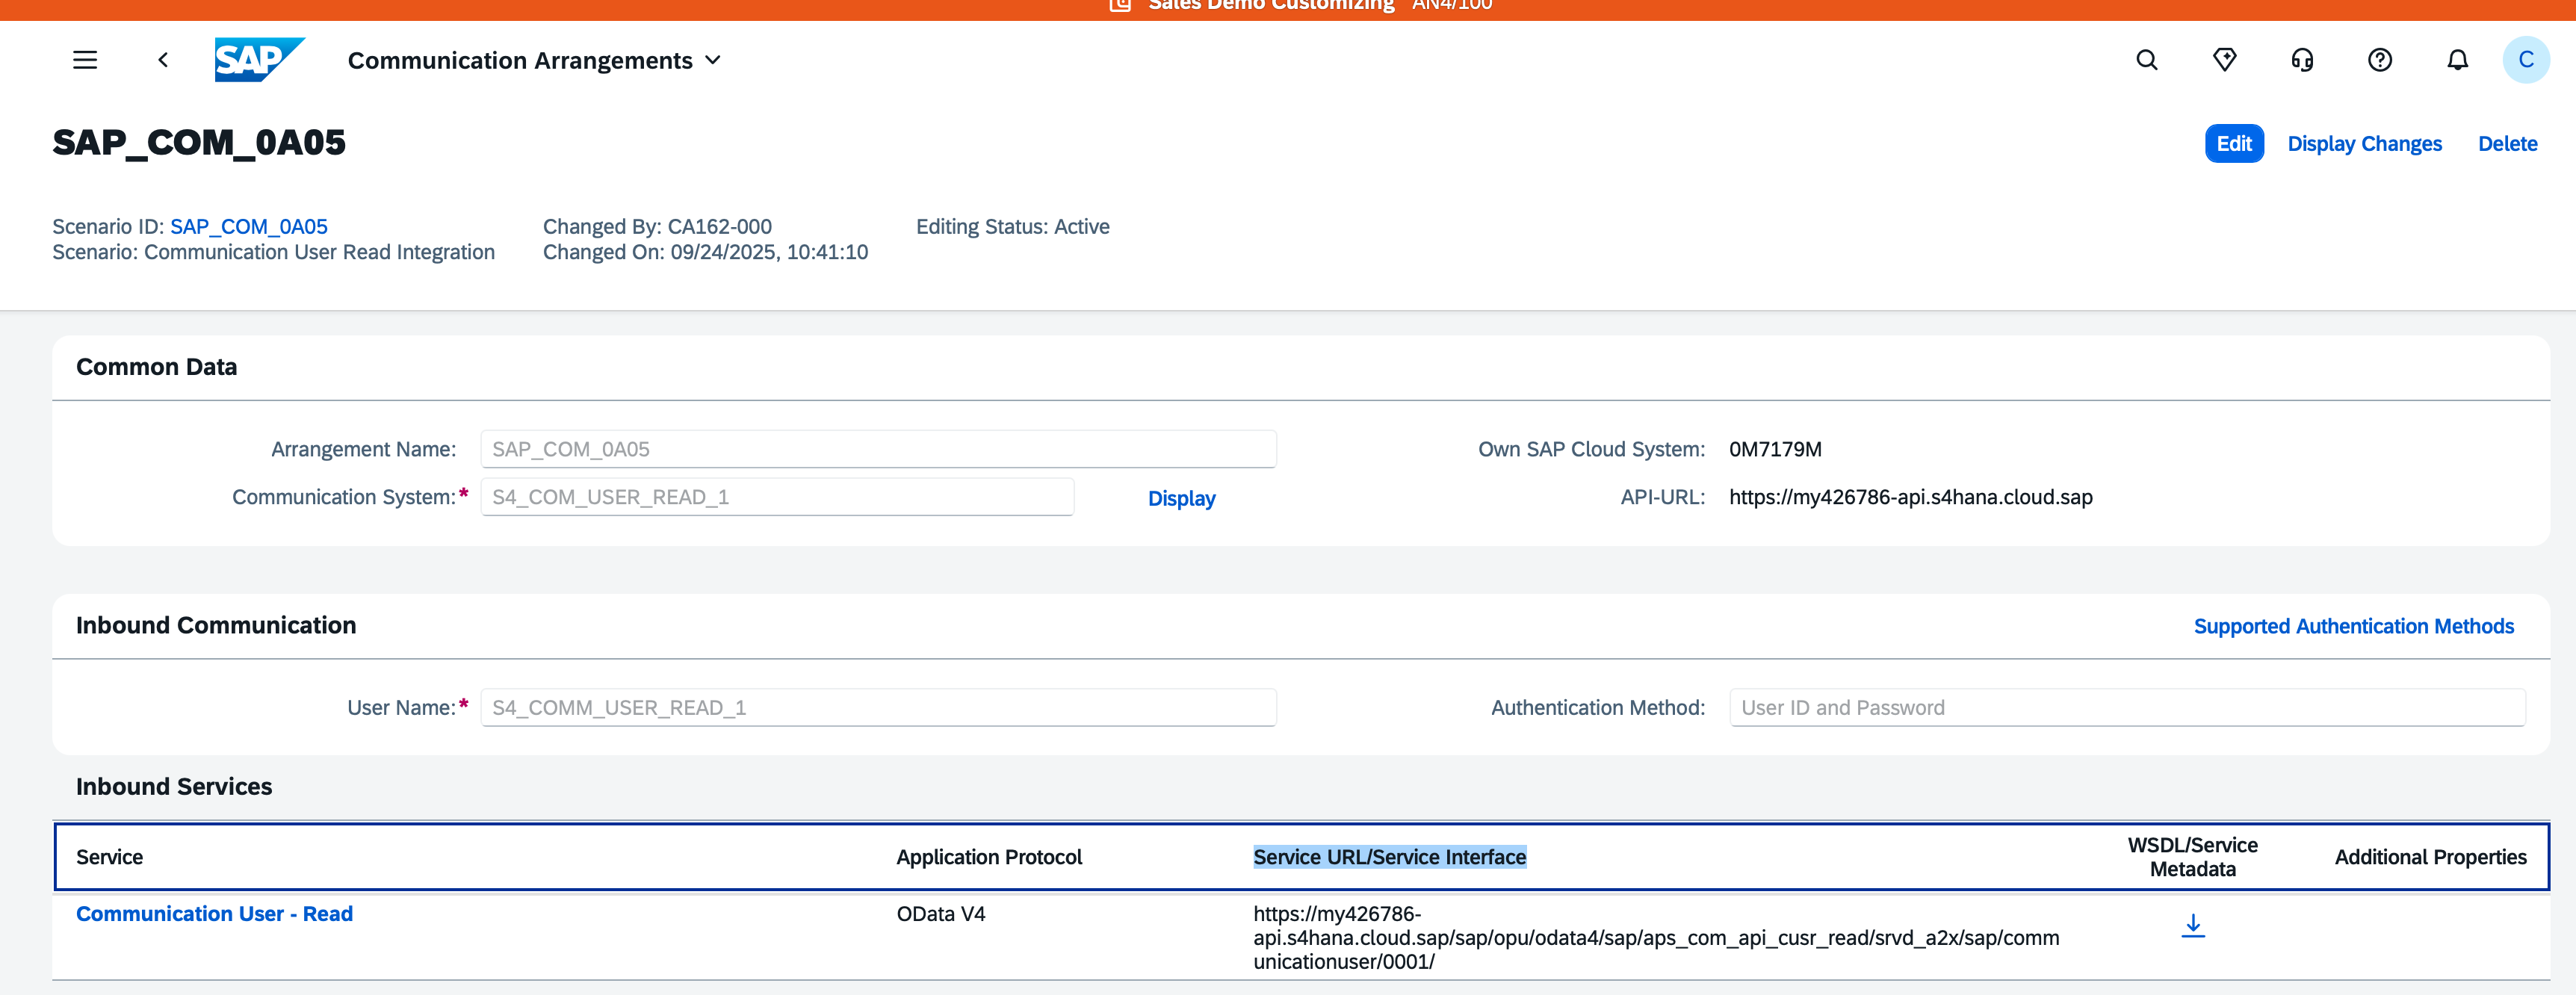 Sales Demo Customizing AN4/100
SAP Communication Arrangements C
SAP_COM_0A05
Edit Display Changes Delete
Scenario ID: SAP_COM_0A05 Changed By: CA162-000 Editing Status: Active
Scenario: Communication User Read Integration Changed On: 09/24/2025, 10:41:10
Common Data
Arrangement Name: SAP_COM_0A05 Own SAP Cloud System: 0M7179M
Communication System:* S4_COM_USER_READ_1 Display API-URL: https://my426786-api.s4hana.cloud.sap
Inbound Communication Supported Authentication Methods
User Name:* S4_COMM_USER_READ_1 Authentication Method: User ID and Password
Inbound Services
Service Application Protocol Service URL/Service Interface WSDL/Service
Metadata Additional Properties
Communication User - Read OData V4 https://my426786-
api.s4hana.cloud.sap/sap/opu/odata4/sap/aps_com_api_cusr_read/srvd_a2x/sap/comm
unicationuser/0001/